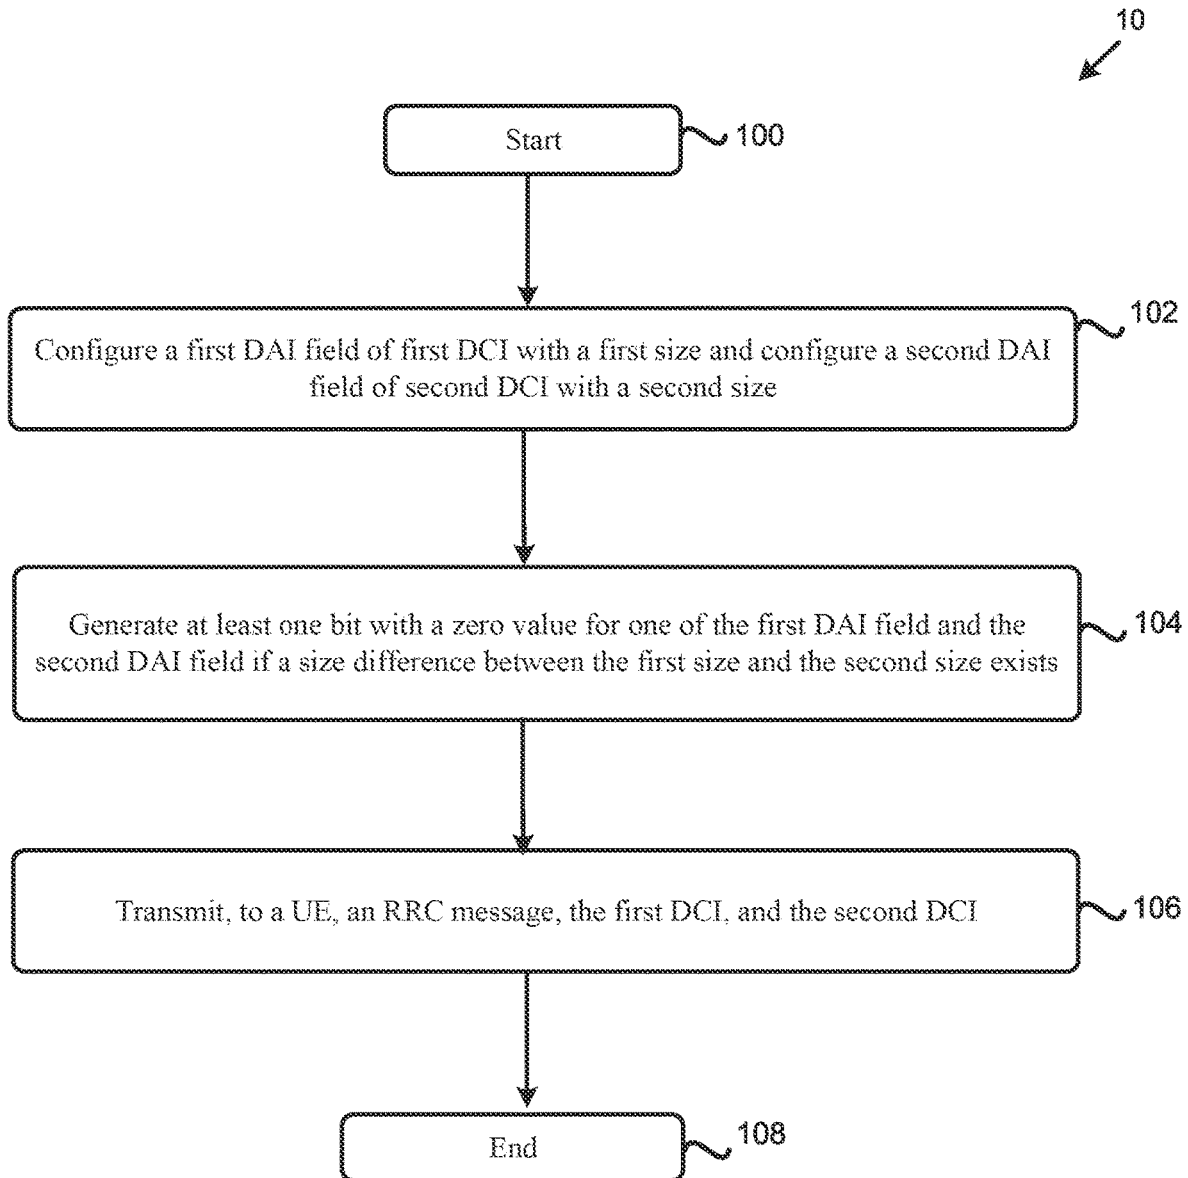 10
Start
100
102
Configure a first DAI field of first DCI with a first size and configure a second DAI
field of second DCI with a second size
Generate at least one bit with a zero value for one of the first DAI field and the
second DAI field if a size difference between the first size and the second size exists
104
Transmit, to a UE, an RRC message, the first DCI, and the second DCI
106
End
108